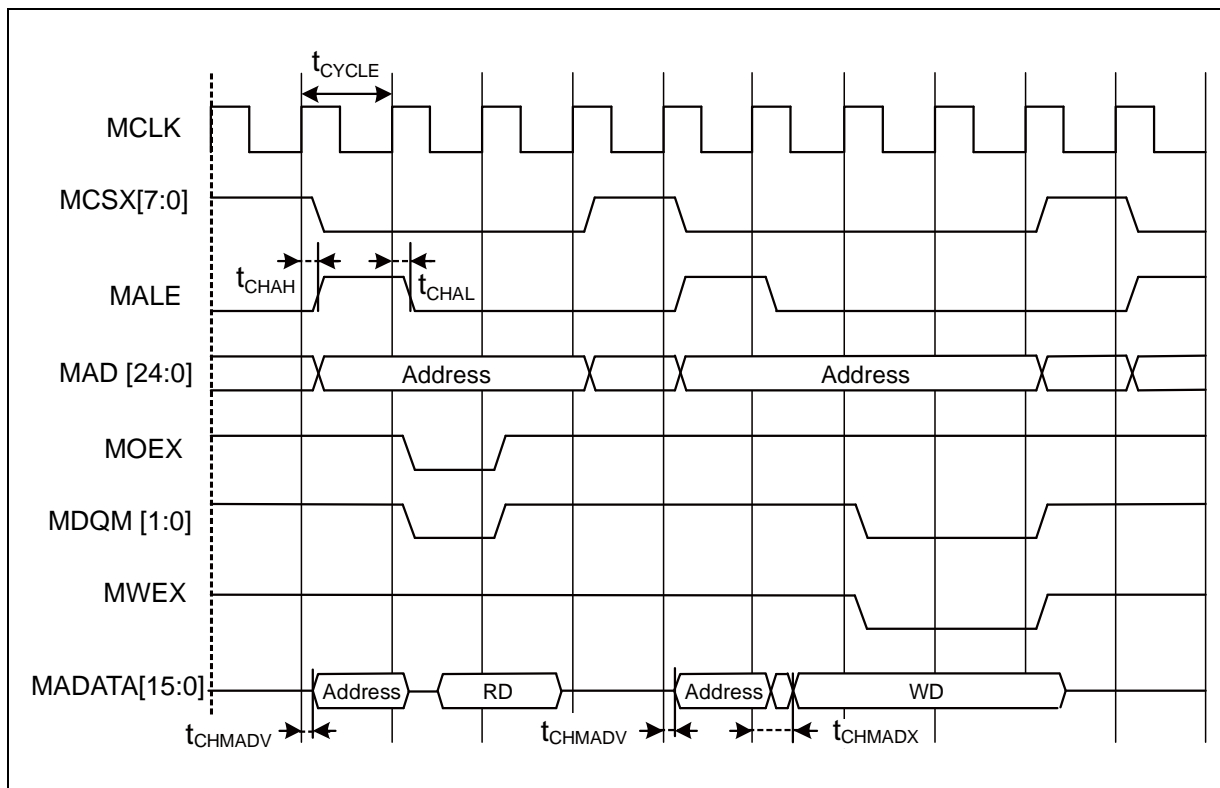 tCYCLE
MCLK
MCSX[7:0]
tCHAH
tCHAL
MALE
MAD [24:0]
Address
Address
MOEX
MDQM [1:0]
MWEX
MADATA[15:0]
Address
RD
Address
WD
tCHMADV
tCHMADV
tCHMADX